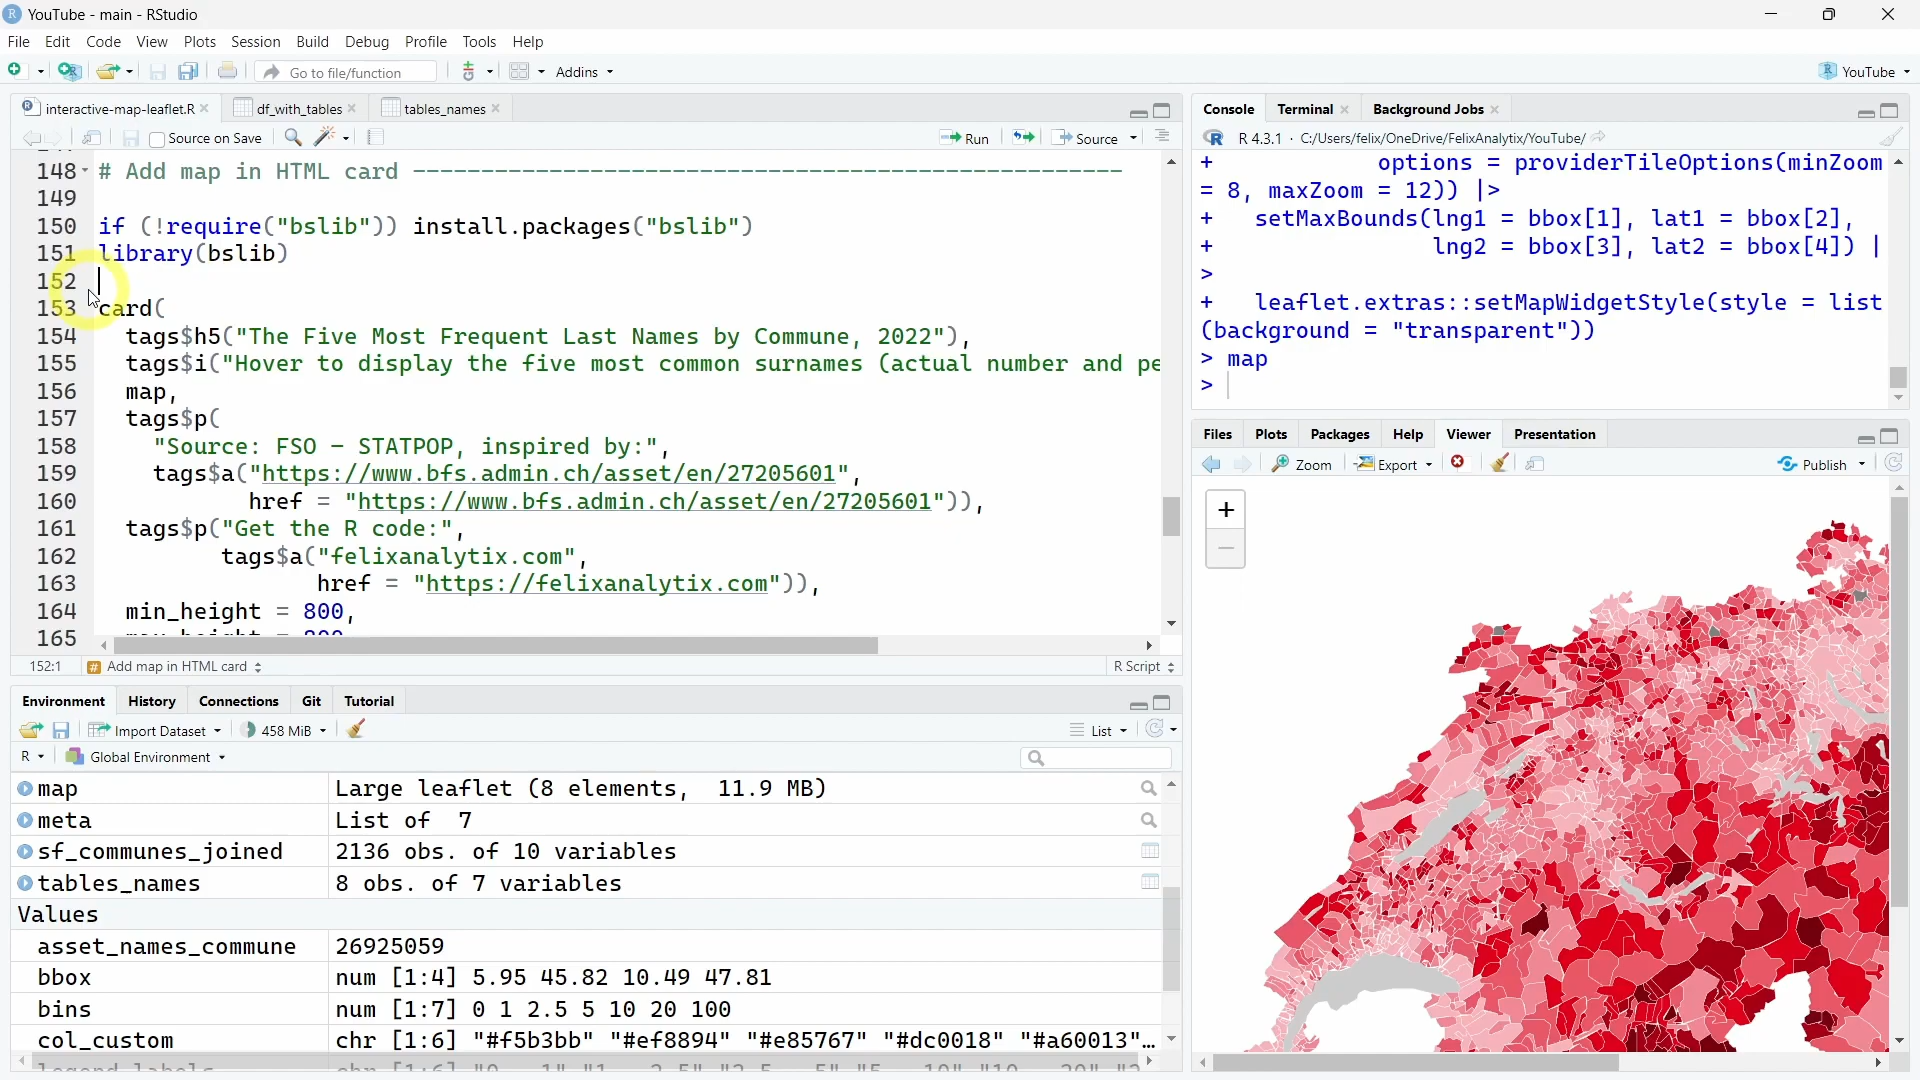 YouTube - main - RStudio
File Edit Code View Plots Session Build Debug Profile Tools Help
Go to file/function Addins YouTube
interactive-map-leaflet.R df_with_tables tables_names
Source on Save Run Source
148 # Add map in HTML card
149
150 if (!require("bslib")) install.packages("bslib")
151 library(bslib)
152
153 card(
154 tags$h5("The Five Most Frequent Last Names by Commune, 2022"),
155 tags$i("Hover to display the five most common surnames (actual number and pe
156 map,
157 tags$p(
158 "Source: FSO – STATPOP, inspired by:",
159 tags$a("https://www.bfs.admin.ch/asset/en/27205601",
160 href = "https://www.bfs.admin.ch/asset/en/27205601")),
161 tags$p("Get the R code:",
162 tags$a("felixanalytix.com",
163 href = "https://felixanalytix.com")),
164 min_height = 800,
165
152:1 # Add map in HTML card R Script
Environment History Connections Git Tutorial
Import Dataset 458 MiB List
R Global Environment
map Large leaflet (8 elements, 11.9 MB)
meta List of 7
sf_communes_joined 2136 obs. of 10 variables
tables_names 8 obs. of 7 variables
Values
asset_names_commune 26925059
bbox num [1:4] 5.95 45.82 10.49 47.81
bins num [1:7] 0 1 2.5 5 10 20 100
col_custom chr [1:6] "#f5b3bb" "#ef8894" "#e85767" "#dc0018" "#a60013"…
Console Terminal Background Jobs
R 4.3.1 · C:/Users/felix/OneDrive/FelixAnalytix/YouTube/
+ options = providerTileOptions(minZoom
= 8, maxZoom = 12)) |>
+ setMaxBounds(lng1 = bbox[1], lat1 = bbox[2],
+ lng2 = bbox[3], lat2 = bbox[4]) |
>
+ leaflet.extras::setMapWidgetStyle(style = list
(background = "transparent"))
> map
>
Files Plots Packages Help Viewer Presentation
Zoom Export Publish
+
−